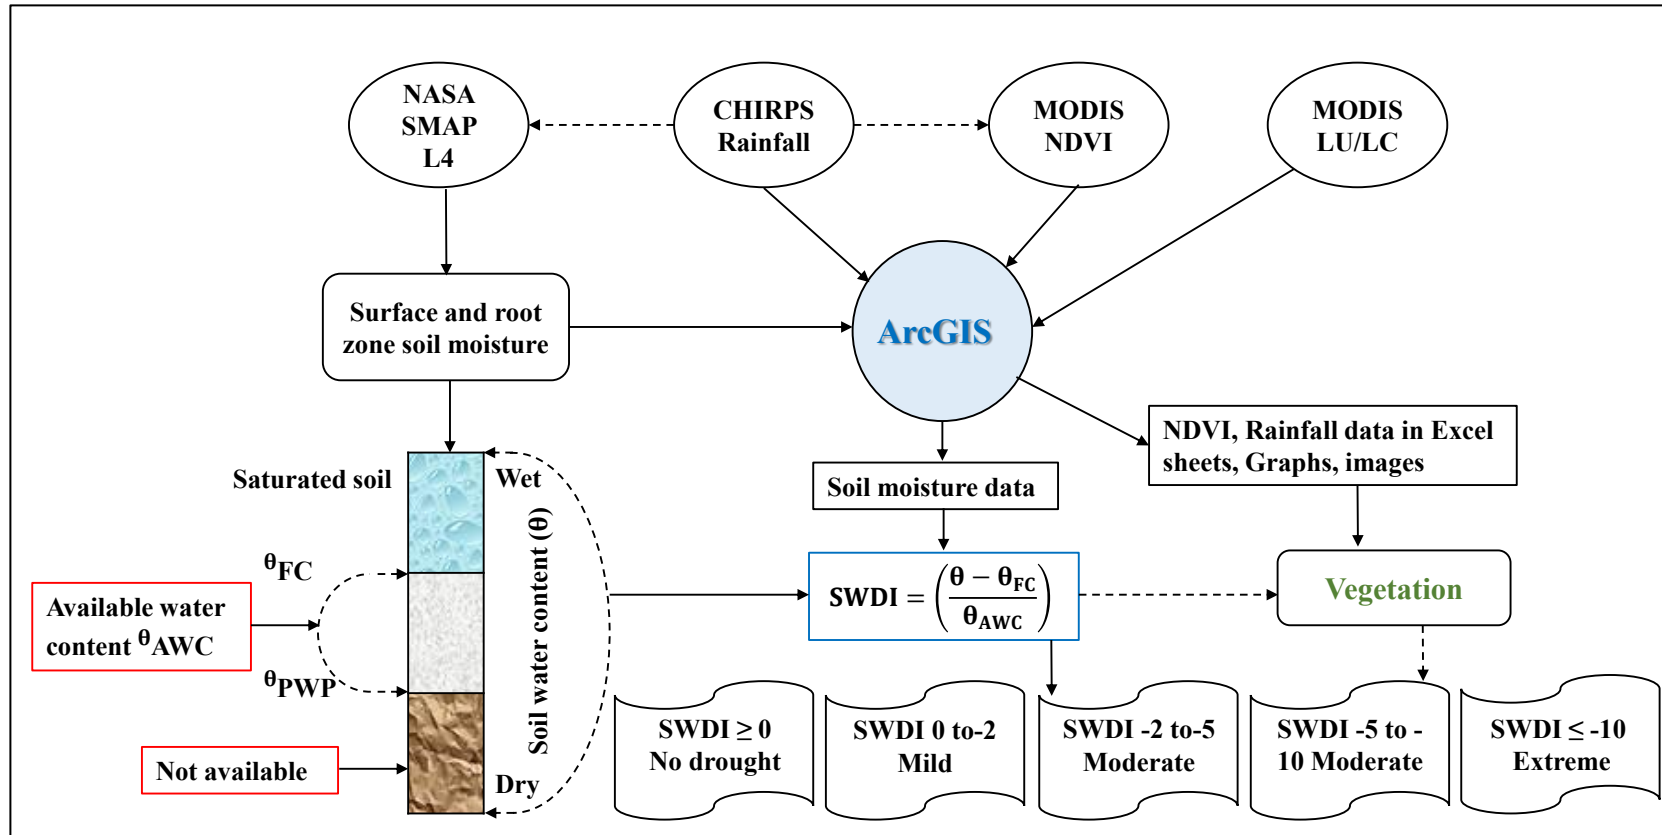 NASA
SMAP
L4
CHIRPS
Rainfall
MODIS
NDVI
MODIS
LU/LC
Surface and root
zone soil moisture
ArcGIS
NDVI, Rainfall data in Excel
sheets, Graphs, images
Soil moisture data
Saturated soil
Wet
Soil water content (θ)
θFC
Available water
content θAWC
θPWP
Not available
Dry
SWDI = (θ − θFC / θAWC)
Vegetation
SWDI ≥ 0
No drought
SWDI 0 to-2
Mild
SWDI -2 to-5
Moderate
SWDI -5 to -
10 Moderate
SWDI ≤ -10
Extreme